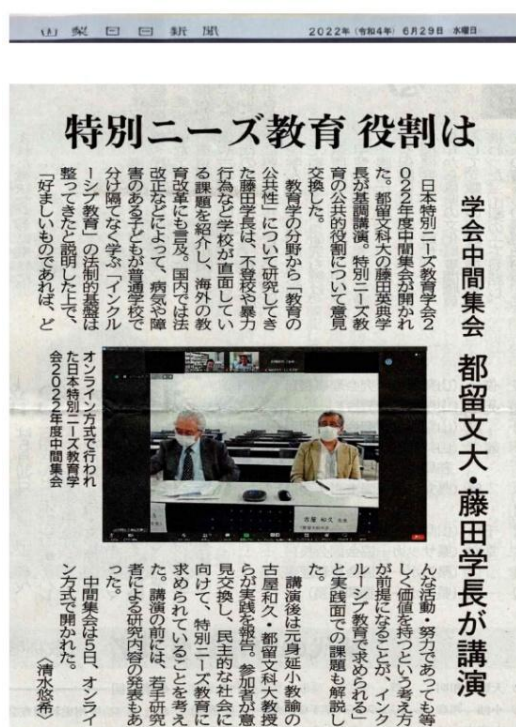 山梨日日新聞
2022年(令和4年)6月29日 水曜日
特別ニーズ教育 役割は
学会中間集会 都留文大・藤田学長が講演
日本特別ニーズ教育学会2
022年度中間集会が開かれ
た。都留文科大の藤田英典学
長が基調講演。特別ニーズ教
育の公共的役割について意見
交換した。
教育学の分野から「教育の
公共性」について研究してき
た藤田学長は、不登校や暴力
行為など学校が直面してい
る課題を紹介し、海外の教
育改革にも言及。国内では法
改正などによって、病気や障
害のある子どもが普通学校で
分け隔てなく学ぶ「インクル
ーシブ教育」の法制的基盤は
整ってきたと説明した上で、
「好ましいものであれば、ど
オンライン方式で行われ
た日本特別ニーズ教育学
会2022年度中間集会
古屋 和久
んな活動・努力であっても等
しく価値を持つという考え方
が前提になることが、インク
ルーシブ教育で求められる」
と実践面での課題も解説し
た。
講演後は元身延小教諭の
古屋和久・都留文科大教授
らが実践を報告。参加者が意
見交換し、民主的な社会に
向けて、特別ニーズ教育に
求められていることを考え
た。講演の前には、若手研究
者による研究内容の発表もあ
った。
中間集会は5日、オンライ
ン方式で開かれた。
〈清水悠希〉